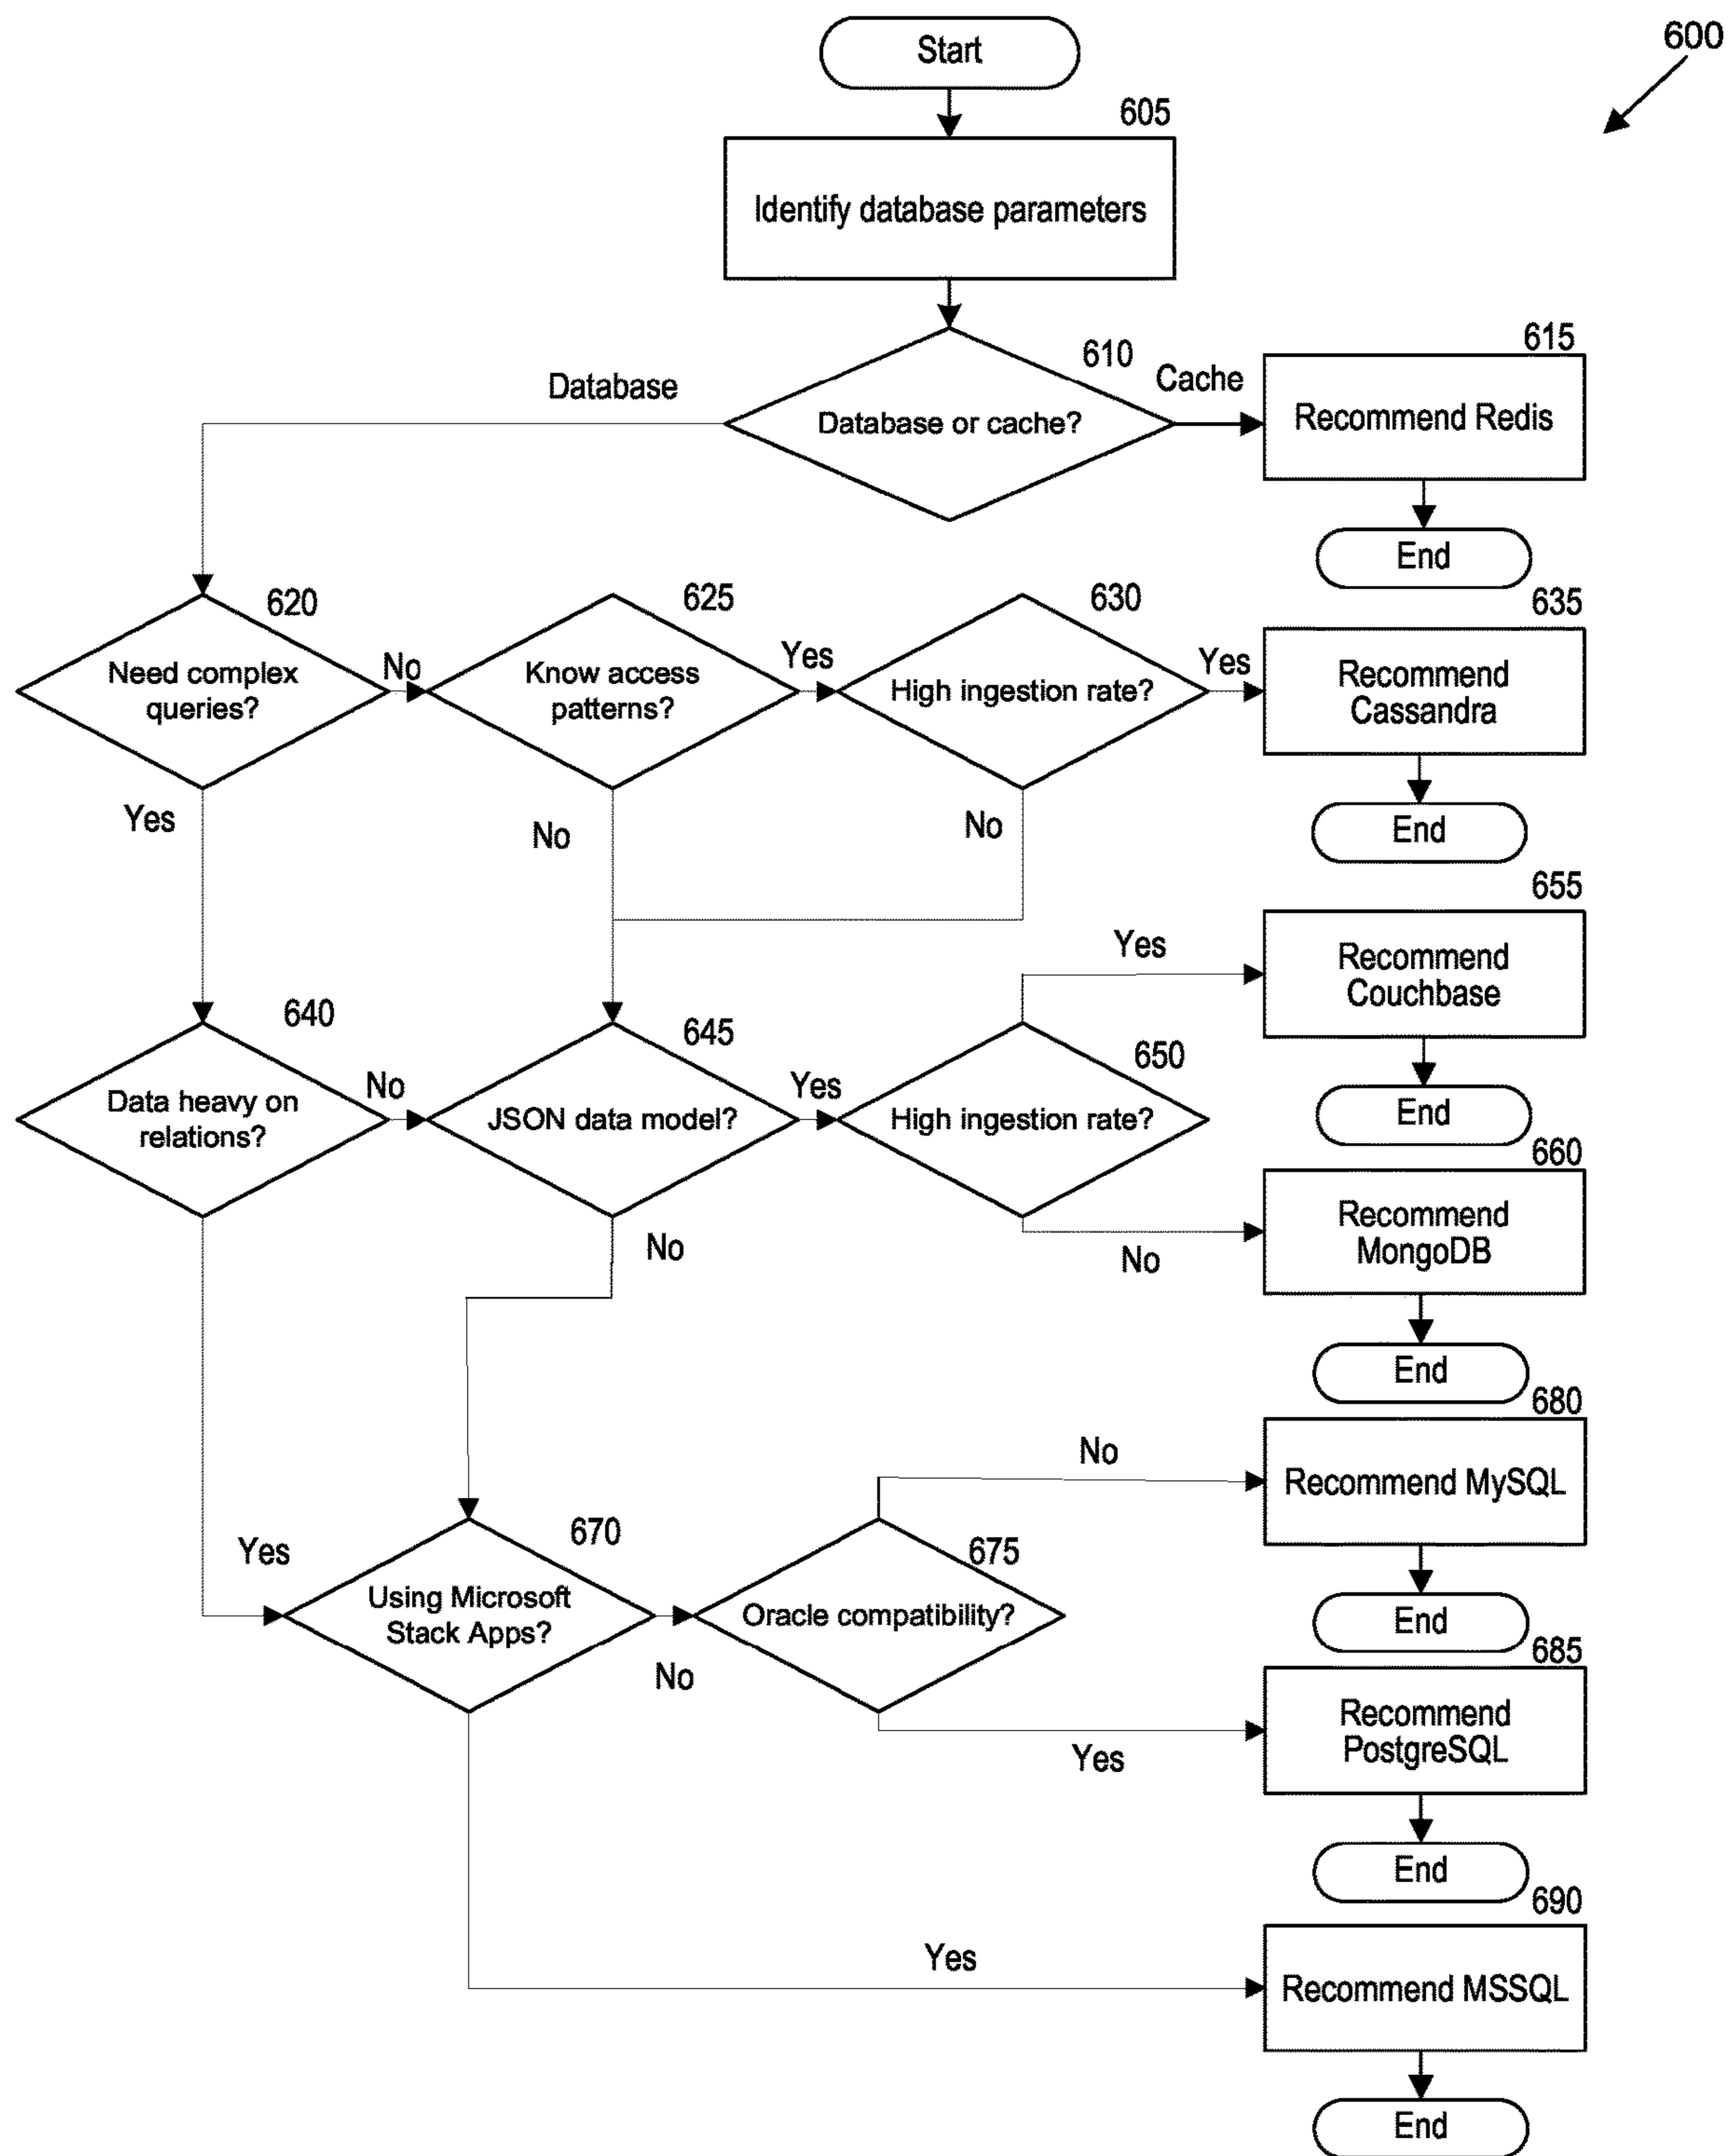 Start
600
605
Identify database parameters
610
Database
Cache
Database or cache?
615
Recommend Redis
End
620
Need complex
queries?
No
625
Know access
patterns?
Yes
630
High ingestion rate?
Yes
635
Recommend
Cassandra
End
Yes
No
No
640
Data heavy on
relations?
No
645
JSON data model?
Yes
650
High ingestion rate?
Yes
655
Recommend
Couchbase
End
No
660
Recommend
MongoDB
End
No
Yes
670
Using Microsoft
Stack Apps?
No
675
Oracle compatibility?
No
680
Recommend MySQL
End
Yes
685
Recommend
PostgreSQL
End
Yes
690
Recommend MSSQL
End